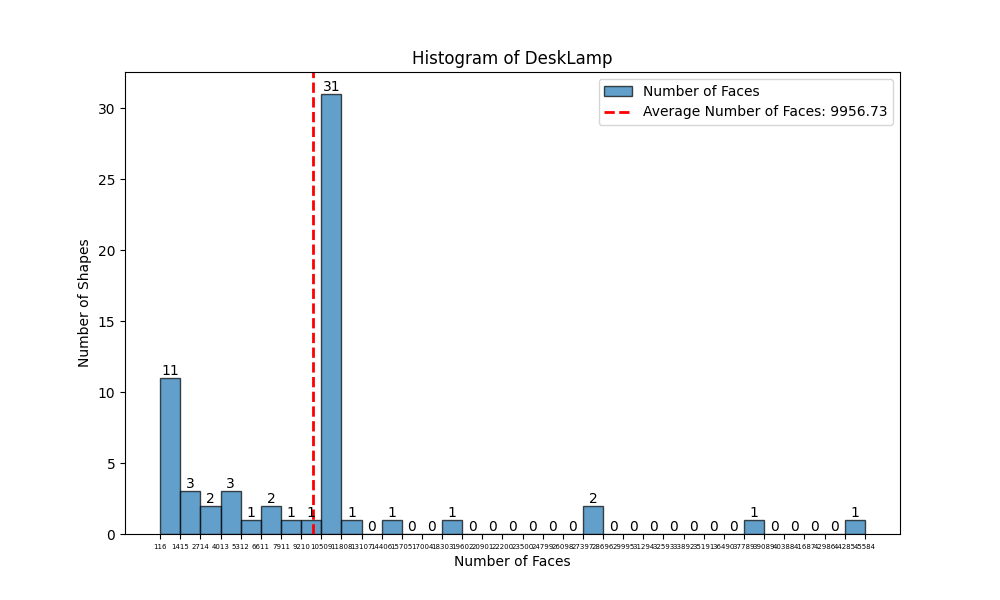 Histogram of DeskLamp
Number of Faces
Average Number of Faces: 9956.73
Number of Shapes
30
25
20
15
10
5
0
11 3 2 3 1 2 1 1 31 1 0 1 0 0 1 0 0 0 0 0 0 2 0 0 0 0 0 0 0 1 0 0 0 0 1
116 1415 2714 4013 5312 6611 7911 9210 10509 11808 13107 14406 15705 17004 18303 19602 20901 22200 23500 24799 26098 27397 28696 29995 31294 32593 33892 35191 36490 37789 39089 40388 41687 42986 44285 45584
Number of Faces